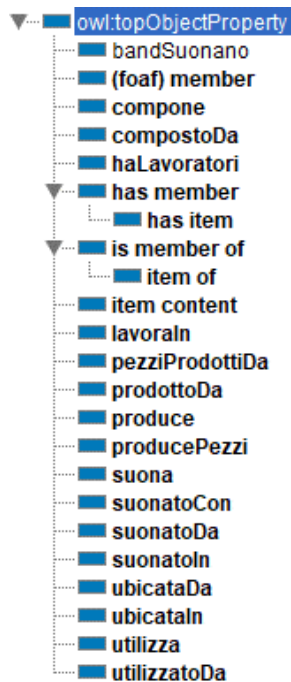 owl:topObjectProperty
bandSuonano
(foaf) member
compone
compostoDa
haLavoratori
has member
has item
is member of
item of
item content
lavoraIn
pezziProdottiDa
prodottoDa
produce
producePezzi
suona
suonatoCon
suonatoDa
suonatoIn
ubicataDa
ubicataIn
utilizza
utilizzatoDa